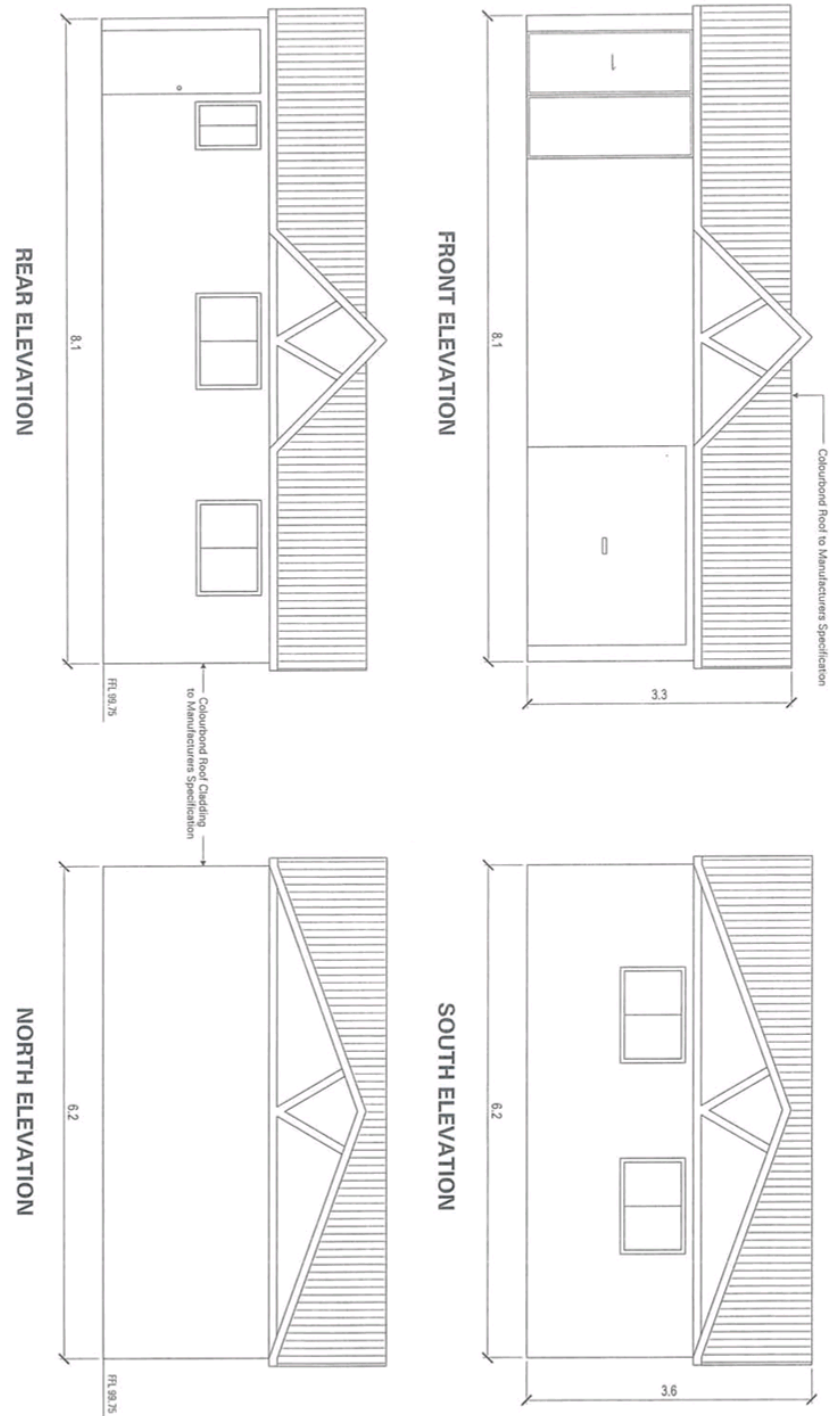 Colourbond Roof to Manufacturers Specification
3.3
8.1
FRONT ELEVATION
3.6
6.2
SOUTH ELEVATION
Colourbond Roof Cladding
to Manufacturers Specification
FFL 99.75
8.1
REAR ELEVATION
FFL 99.75
6.2
NORTH ELEVATION